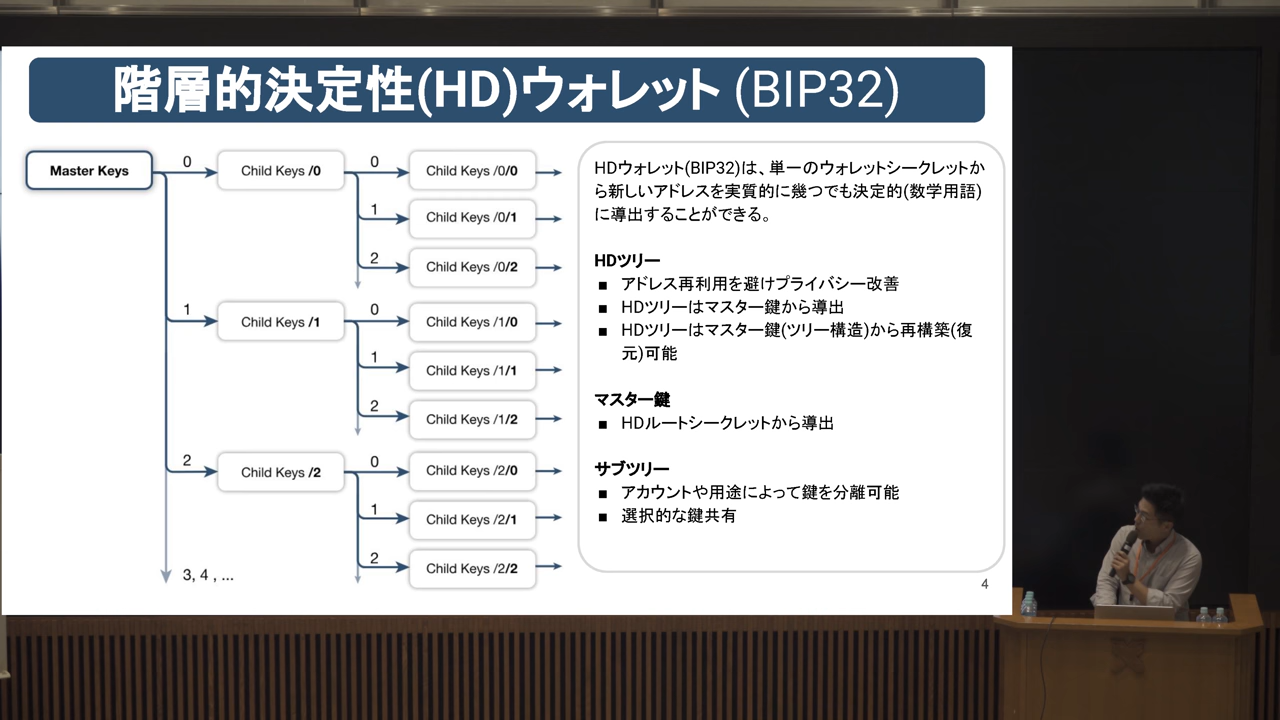 階層的決定性(HD)ウォレット (BIP32)
Master Keys
0
Child Keys /0
0
Child Keys /0/0
1
Child Keys /0/1
2
Child Keys /0/2
1
Child Keys /1
0
Child Keys /1/0
1
Child Keys /1/1
2
Child Keys /1/2
2
Child Keys /2
0
Child Keys /2/0
1
Child Keys /2/1
2
Child Keys /2/2
3, 4 , ...
HDウォレット(BIP32)は、単一のウォレットシークレットか
ら新しいアドレスを実質的に幾つでも決定的(数学用語)
に導出することができる。
HDツリー
■ アドレス再利用を避けプライバシー改善
■ HDツリーはマスター鍵から導出
■ HDツリーはマスター鍵(ツリー構造)から再構築(復
元)可能
マスター鍵
■ HDルートシークレットから導出
サブツリー
■ アカウントや用途によって鍵を分離可能
■ 選択的な鍵共有
4